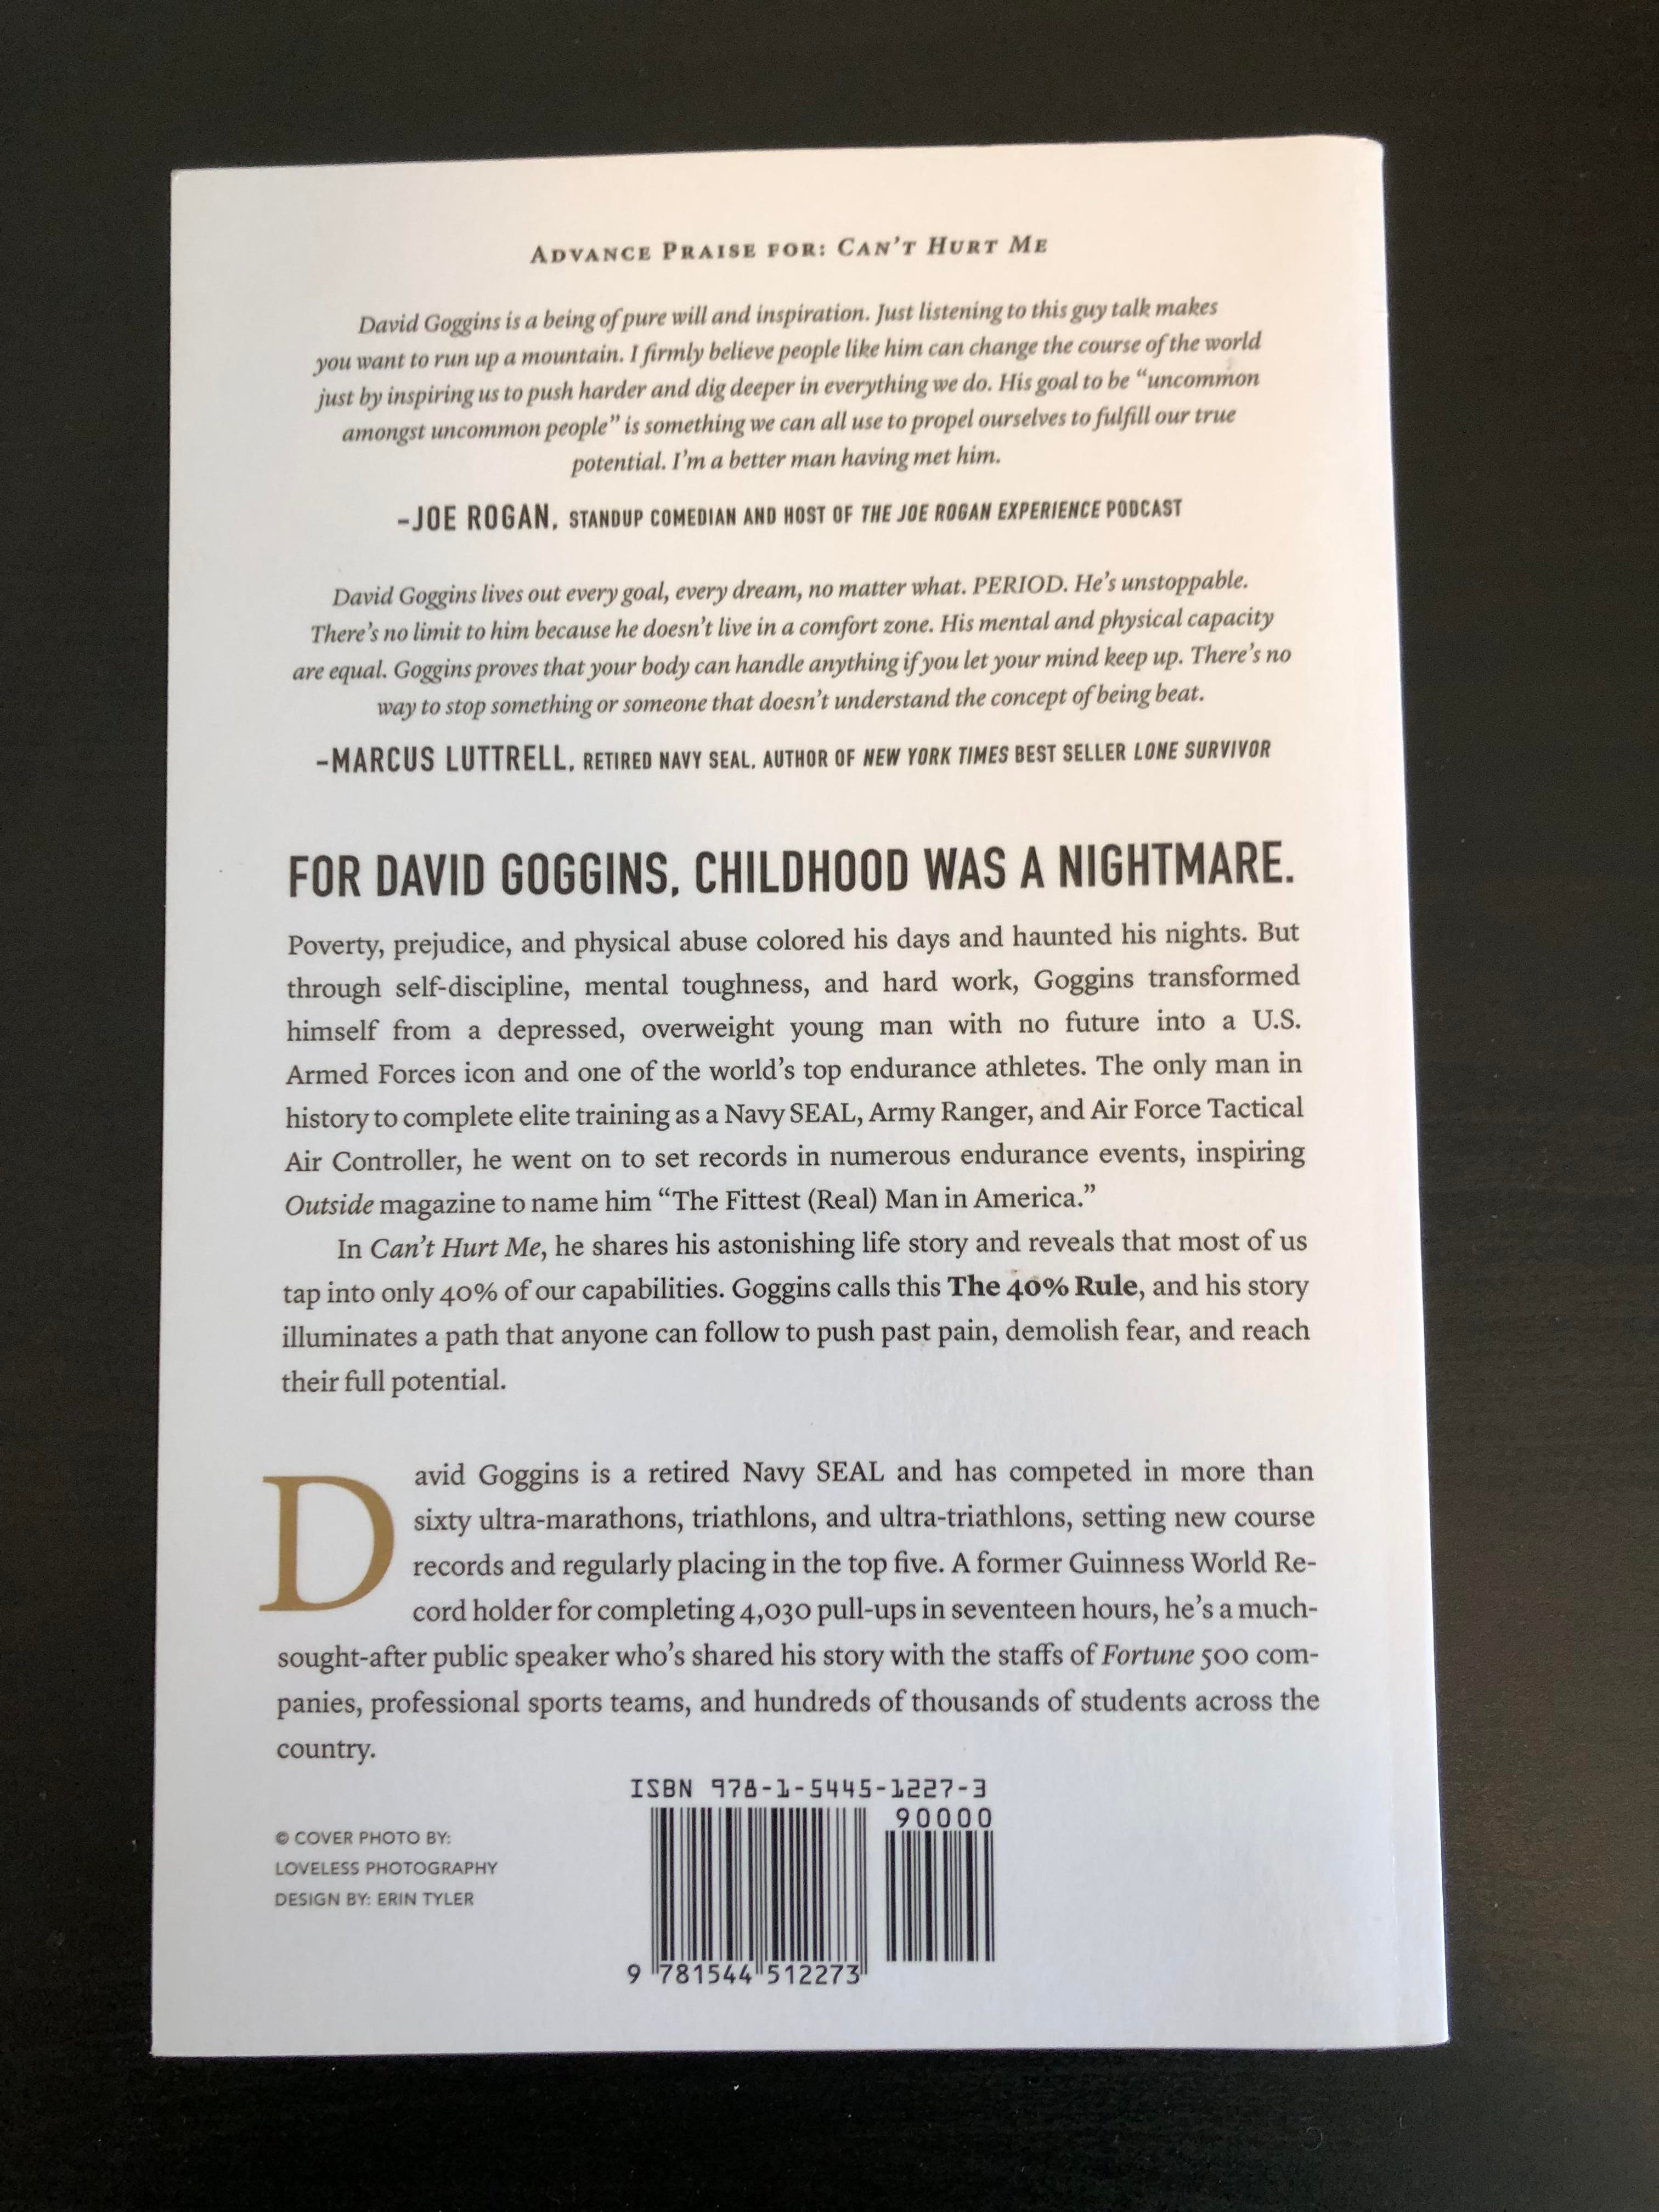 ADVANCE PRAISE FOR: CAN'T HURT ME
David Goggins is a being of pure will and inspiration. Just listening to this guy talk makes
you want to run up a mountain. I firmly believe people like him can change the course of the world
just by inspiring us to push harder and dig deeper in everything we do. His goal to be “uncommon
amongst uncommon people” is something we can all use to propel ourselves to fulfill our true
potential. I'm a better man having met him.
–JOE ROGAN, STANDUP COMEDIAN AND HOST OF THE JOE ROGAN EXPERIENCE PODCAST
David Goggins lives out every goal, every dream, no matter what. PERIOD. He's unstoppable.
There's no limit to him because he doesn't live in a comfort zone. His mental and physical capacity
are equal. Goggins proves that your body can handle anything if you let your mind keep up. There's no
way to stop something or someone that doesn't understand the concept of being beat.
–MARCUS LUTTRELL, RETIRED NAVY SEAL, AUTHOR OF NEW YORK TIMES BEST SELLER LONE SURVIVOR
FOR DAVID GOGGINS, CHILDHOOD WAS A NIGHTMARE.
Poverty, prejudice, and physical abuse colored his days and haunted his nights. But
through self-discipline, mental toughness, and hard work, Goggins transformed
himself from a depressed, overweight young man with no future into a U.S.
Armed Forces icon and one of the world's top endurance athletes. The only man in
history to complete elite training as a Navy SEAL, Army Ranger, and Air Force Tactical
Air Controller, he went on to set records in numerous endurance events, inspiring
Outside magazine to name him “The Fittest (Real) Man in America.”
In Can't Hurt Me, he shares his astonishing life story and reveals that most of us
tap into only 40% of our capabilities. Goggins calls this The 40% Rule, and his story
illuminates a path that anyone can follow to push past pain, demolish fear, and reach
their full potential.
David Goggins is a retired Navy SEAL and has competed in more than
sixty ultra-marathons, triathlons, and ultra-triathlons, setting new course
records and regularly placing in the top five. A former Guinness World Re-
cord holder for completing 4,030 pull-ups in seventeen hours, he's a much-
sought-after public speaker who's shared his story with the staffs of Fortune 500 com-
panies, professional sports teams, and hundreds of thousands of students across the
country.
ISBN 978-1-5445-1227-3
90000
© COVER PHOTO BY:
LOVELESS PHOTOGRAPHY
DESIGN BY: ERIN TYLER
9 781544 512273